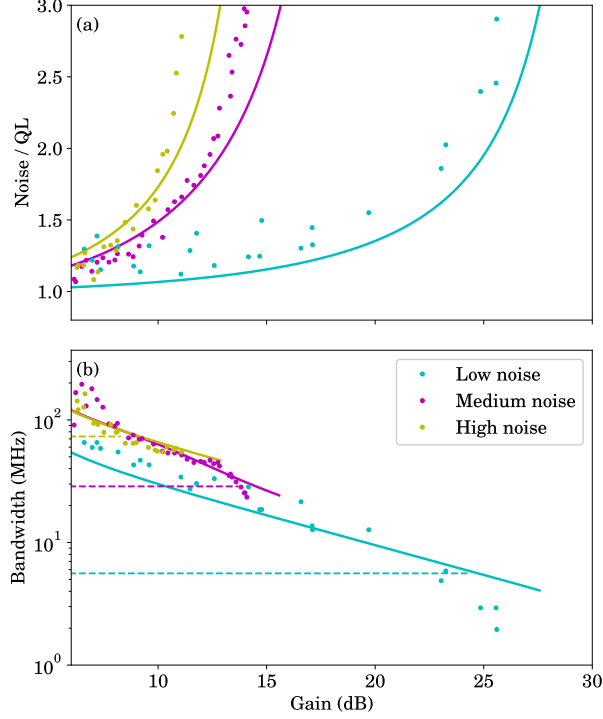 (a)
3.0
2.5
2.0
1.5
1.0
Noise / QL
(b)
Low noise
Medium noise
High noise
10²
10¹
10⁰
Bandwidth (MHz)
10
15
20
25
30
Gain (dB)